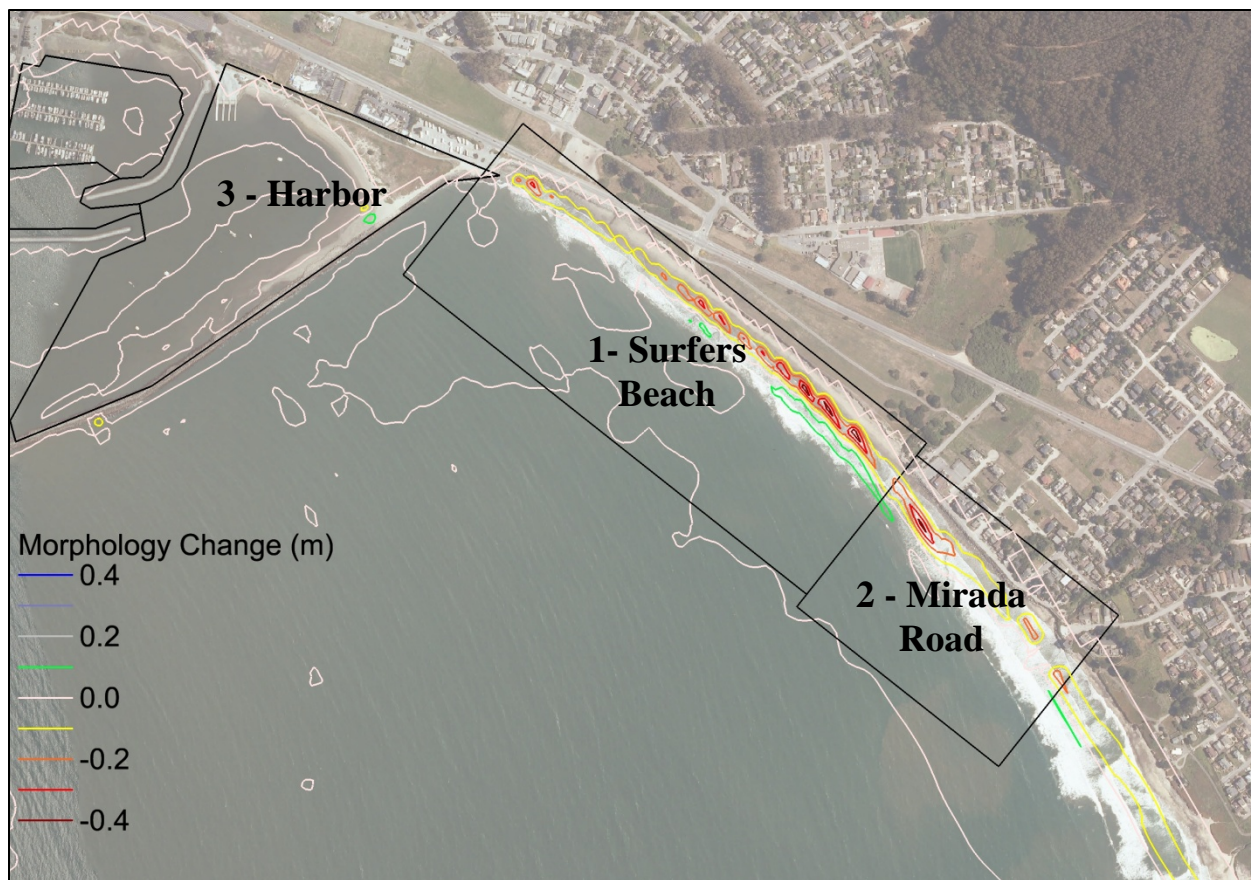 3 - Harbor
1- Surfers
Beach
2 - Mirada
Road
Morphology Change (m)
0.4
0.2
0.0
-0.2
-0.4